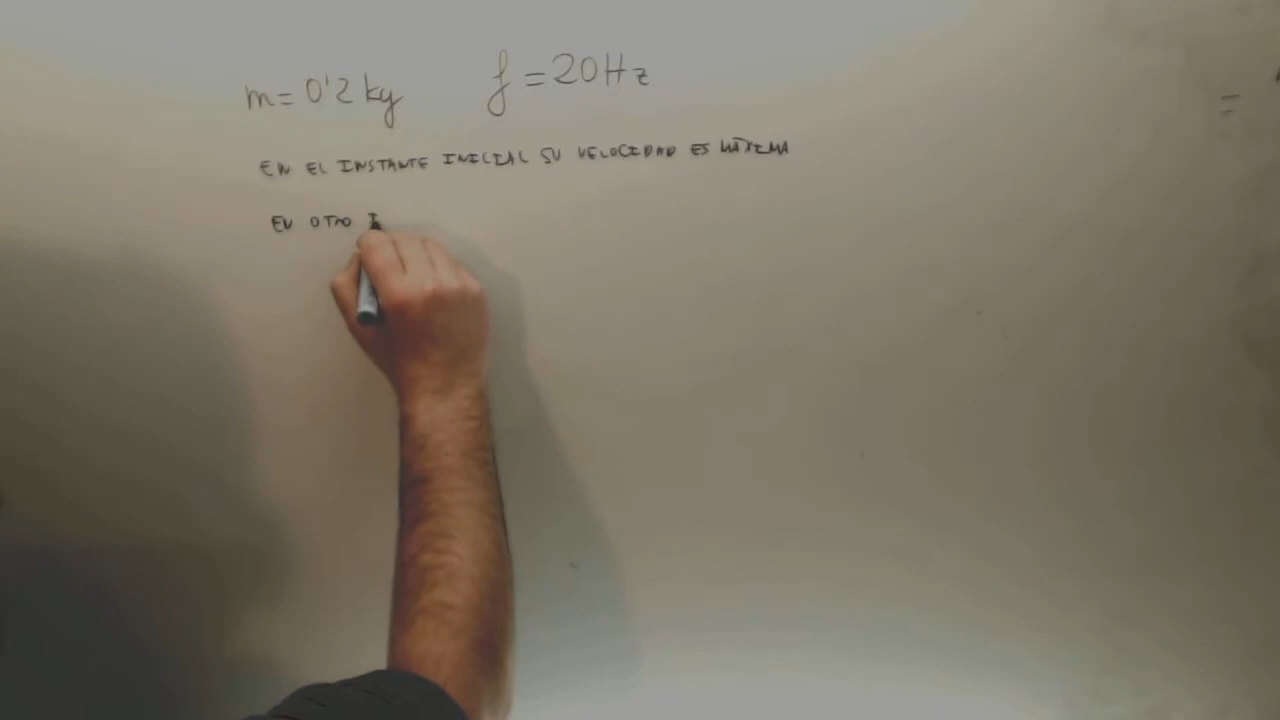 m = 0'2 kg f = 20Hz
EN EL INSTANTE INICIAL SU VELOCIDAD ES MÁXIMA
EN OTRO I
=